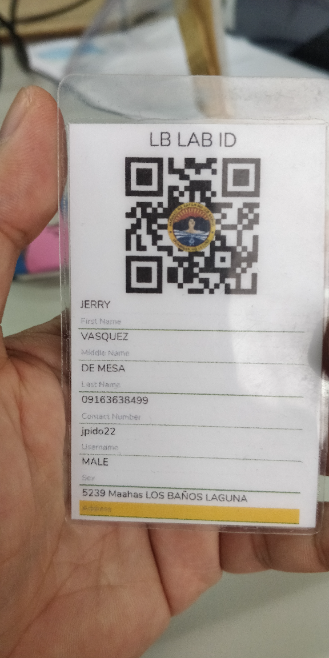 LB LAB ID
JERRY
First Name
VASQUEZ
Middle Name
DE MESA
Last Name
09163638499
Contact Number
jpido22
Username
MALE
Sex
5239 Maahas LOS BAÑOS LAGUNA
Address